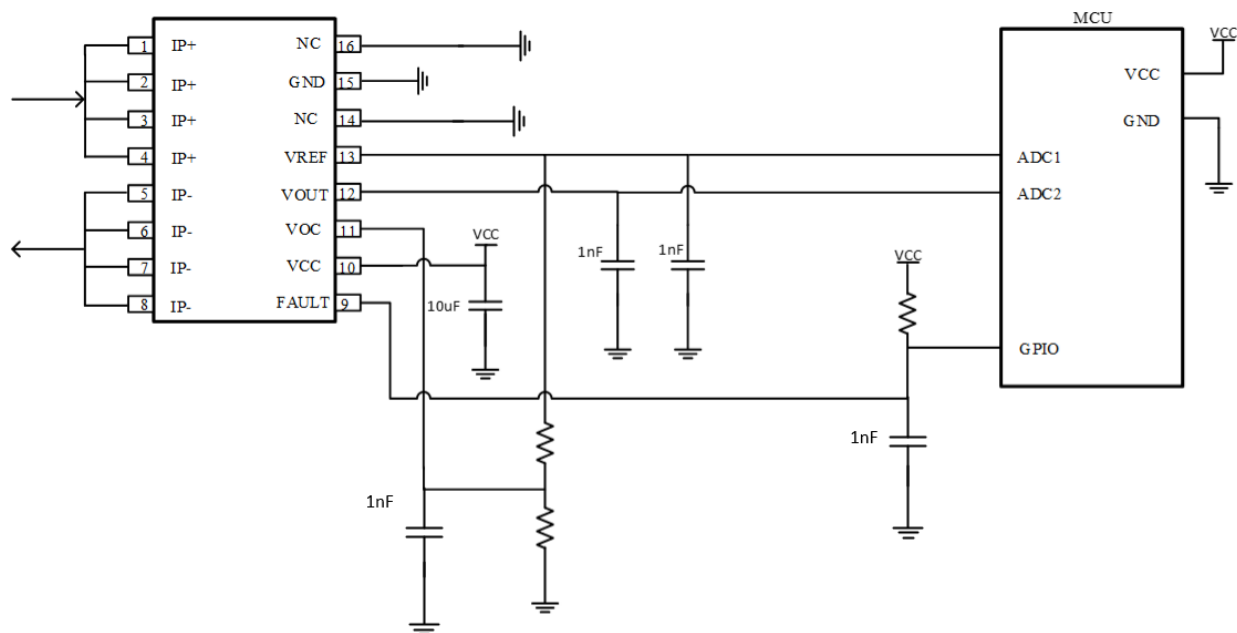 MCU
1 IP+ NC 16
2 IP+ GND 15
3 IP+ NC 14
4 IP+ VREF 13
5 IP- VOUT 12
6 IP- VOC 11
7 IP- VCC 10
8 IP- FAULT 9
VCC
10uF
1nF
1nF
VCC
1nF
1nF
VCC
VCC
GND
ADC1
ADC2
GPIO